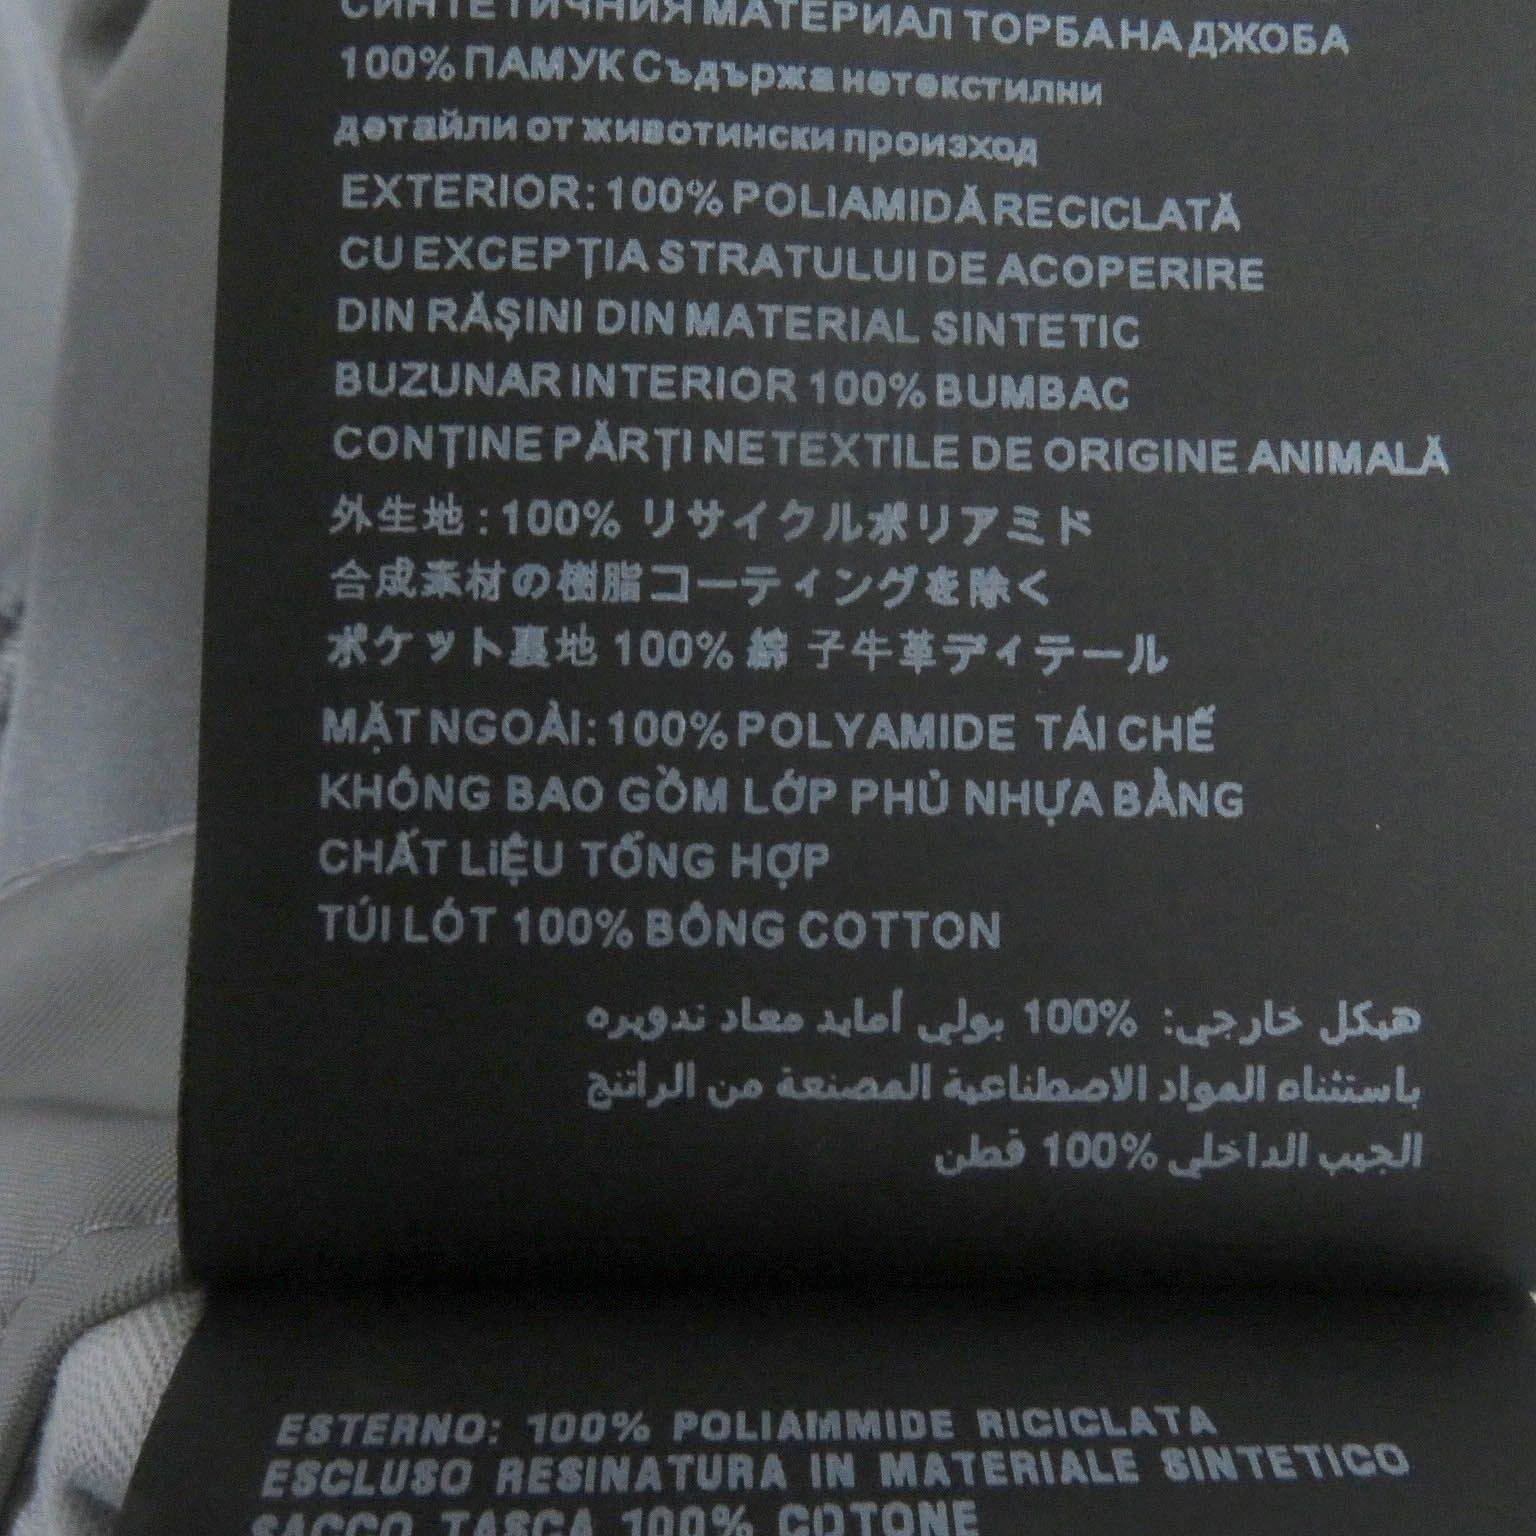 СИНТЕТИЧНИЯ МАТЕРИАЛ ТОРБА НА ДЖОБА
100% ПАМУК Съдържа нетекстилни
детайли от животински произход
EXTERIOR: 100% POLIAMIDĂ RECICLATĂ
CU EXCEPȚIA STRATULUI DE ACOPERIRE
DIN RĂȘINI DIN MATERIAL SINTETIC
BUZUNAR INTERIOR 100% BUMBAC
CONȚINE PĂRȚI NETEXTILE DE ORIGINE ANIMALĂ
外生地 : 100% リサイクルポリアミド
合成素材の樹脂コーティングを除く
ポケット裏地 100% 綿 子牛革ディテール
MẶT NGOÀI: 100% POLYAMIDE TÁI CHẾ
KHÔNG BAO GỒM LỚP PHỦ NHỰA BẰNG
CHẤT LIỆU TỔNG HỢP
TÚI LÓT 100% BÔNG COTTON
هيكل خارجي: 100% بولي أمايد معاد تدويره
باستثناء المواد الاصطناعية المصنعة من الراتنج
الجيب الداخلي 100% قطن
ESTERNO: 100% POLIAMMIDE RICICLATA
ESCLUSO RESINATURA IN MATERIALE SINTETICO
SACCO TASCA 100% COTONE